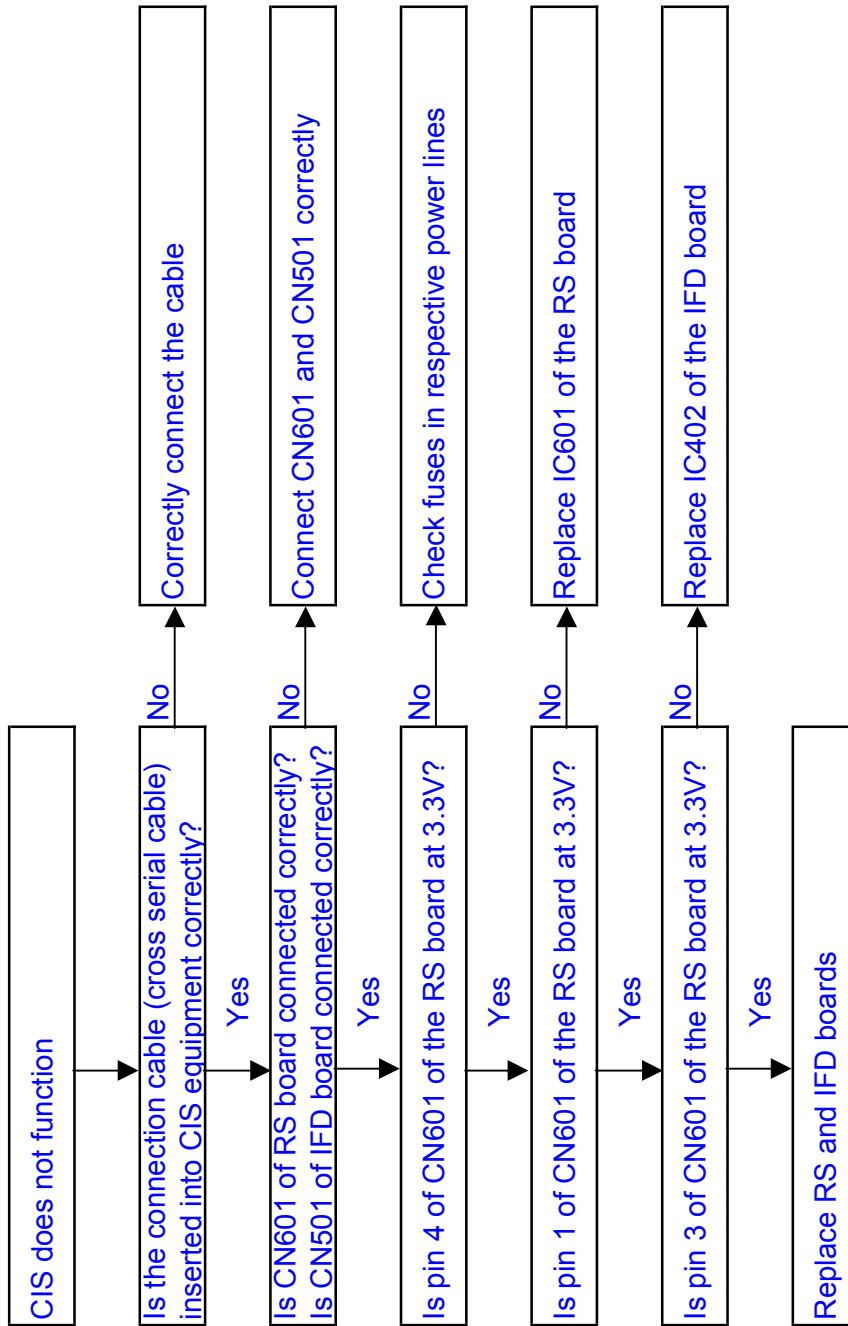 CIS does not function
Is the connection cable (cross serial cable)
inserted into CIS equipment correctly?
No
Correctly connect the cable
Yes
Is CN601 of RS board connected correctly?
Is CN501 of IFD board connected correctly?
No
Connect CN601 and CN501 correctly
Yes
Is pin 4 of CN601 of the RS board at 3.3V?
No
Check fuses in respective power lines
Yes
Is pin 1 of CN601 of the RS board at 3.3V?
No
Replace IC601 of the RS board
Yes
Is pin 3 of CN601 of the RS board at 3.3V?
No
Replace IC402 of the IFD board
Yes
Replace RS and IFD boards